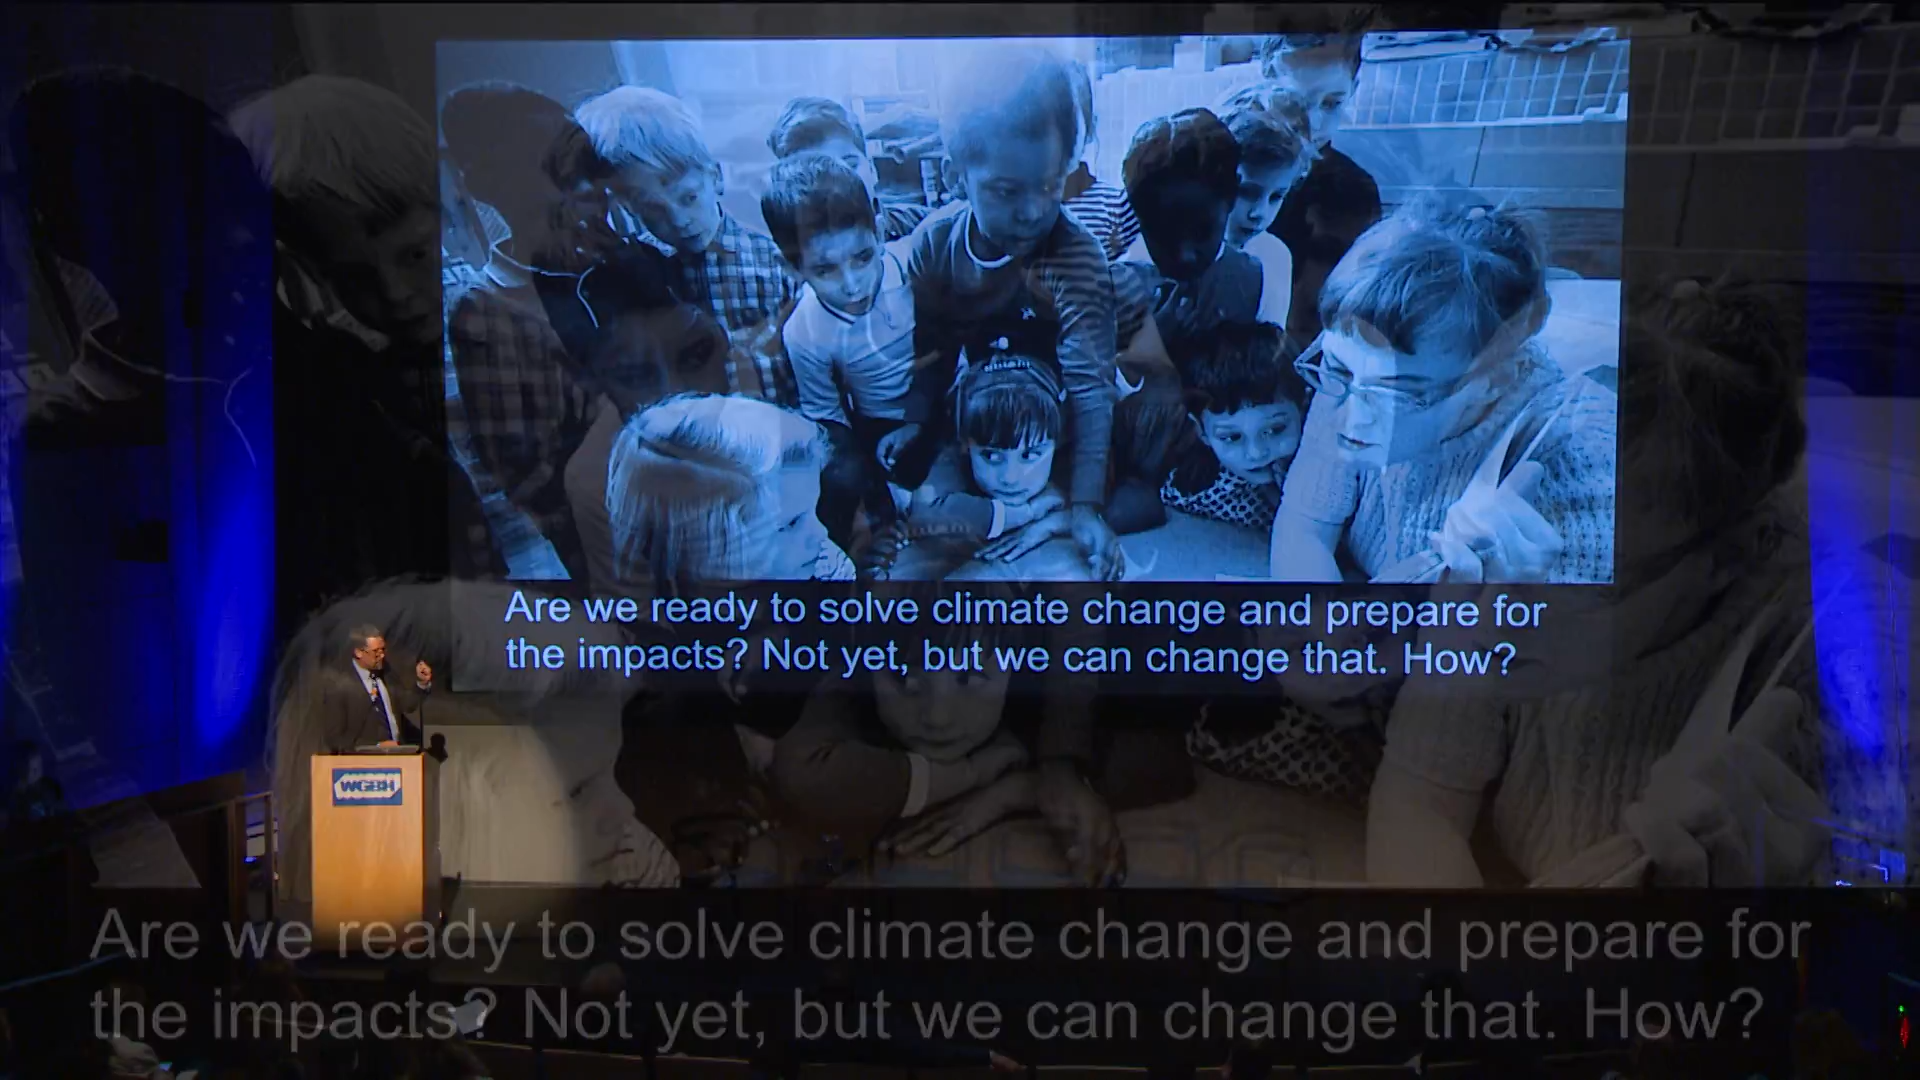 Are we ready to solve climate change and prepare for
the impacts? Not yet, but we can change that. How?
WGBH
Are we ready to solve climate change and prepare for
the impacts? Not yet, but we can change that. How?